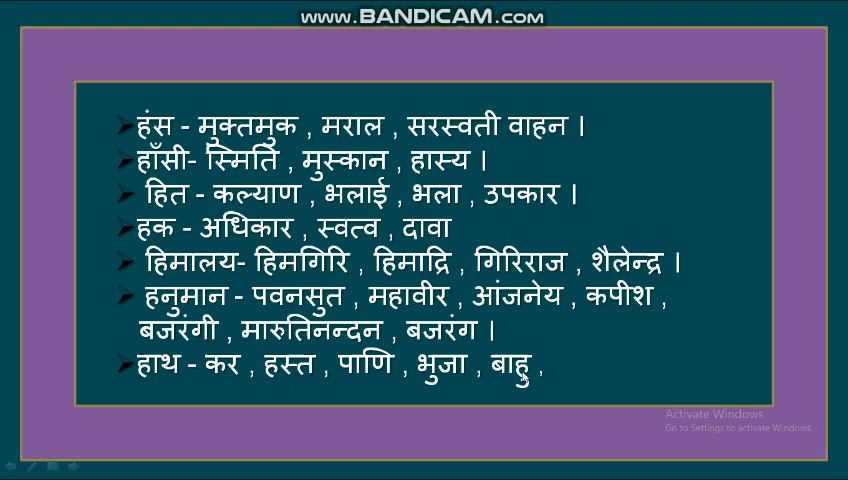 www.BANDICAM.com
हंस - मुक्तमुक , मराल , सरस्वती वाहन ।
हाँसी- स्मिति , मुस्कान , हास्य ।
हित - कल्याण , भलाई , भला , उपकार ।
हक - अधिकार , स्वत्व , दावा
हिमालय- हिमगिरि , हिमाद्रि , गिरिराज , शैलेन्द्र ।
हनुमान - पवनसुत , महावीर , आंजनेय , कपीश ,
बजरंगी , मारुतिनन्दन , बजरंग ।
हाथ - कर , हस्त , पाणि , भुजा , बाहु ,
Activate Windows
Go to Settings to activate Windows.